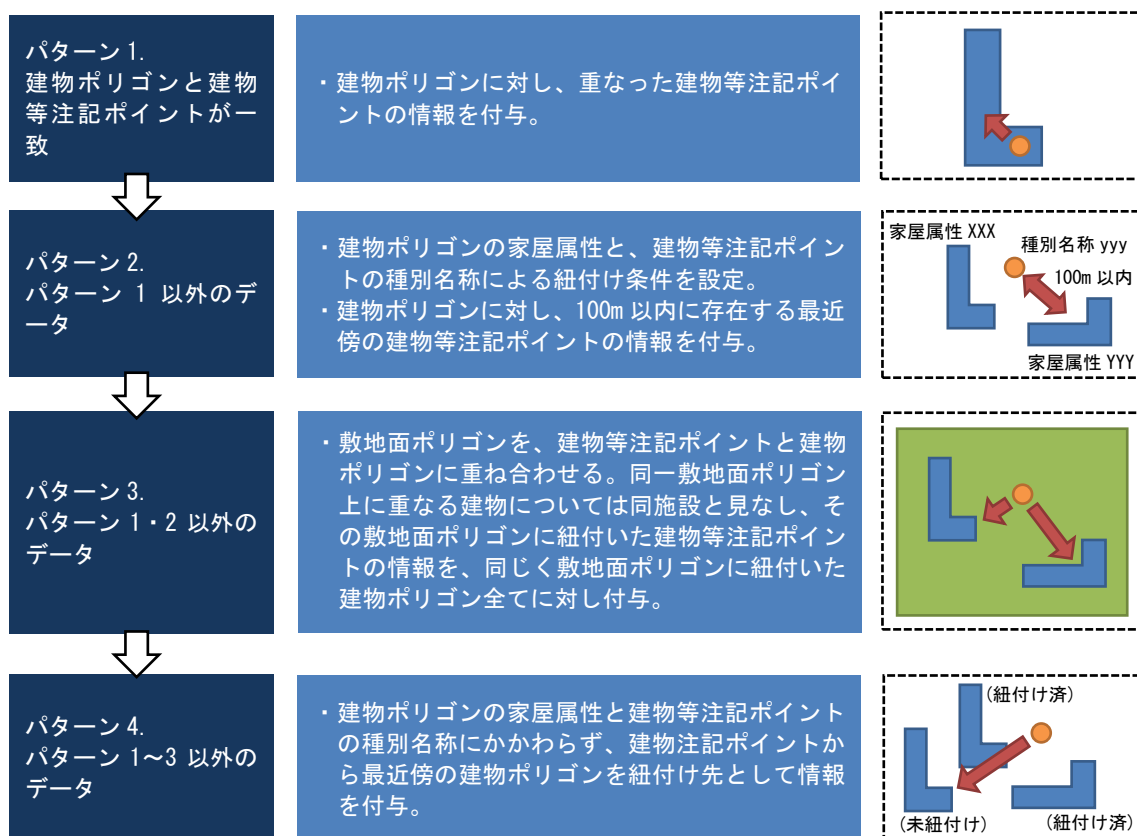 パターン 1.
建物ポリゴンと建物
等注記ポイントが一
致
・建物ポリゴンに対し、重なった建物等注記ポイ
ントの情報を付与。
パターン 2.
パターン 1 以外のデ
ータ
・建物ポリゴンの家屋属性と、建物等注記ポイン
トの種別名称による紐付け条件を設定。
・建物ポリゴンに対し、100m 以内に存在する最近
傍の建物等注記ポイントの情報を付与。
家屋属性 XXX
種別名称 yyy
100m 以内
家屋属性 YYY
パターン 3.
パターン 1・2 以外の
データ
・敷地面ポリゴンを、建物等注記ポイントと建物
ポリゴンに重ね合わせる。同一敷地面ポリゴン
上に重なる建物については同施設と見なし、そ
の敷地面ポリゴンに紐付いた建物等注記ポイン
トの情報を、同じく敷地面ポリゴンに紐付いた
建物ポリゴン全てに対し付与。
パターン 4.
パターン 1～3 以外の
データ
・建物ポリゴンの家屋属性と建物等注記ポイント
の種別名称にかかわらず、建物注記ポイントか
ら最近傍の建物ポリゴンを紐付け先として情報
を付与。
(紐付け済)
(未紐付け)
(紐付け済)